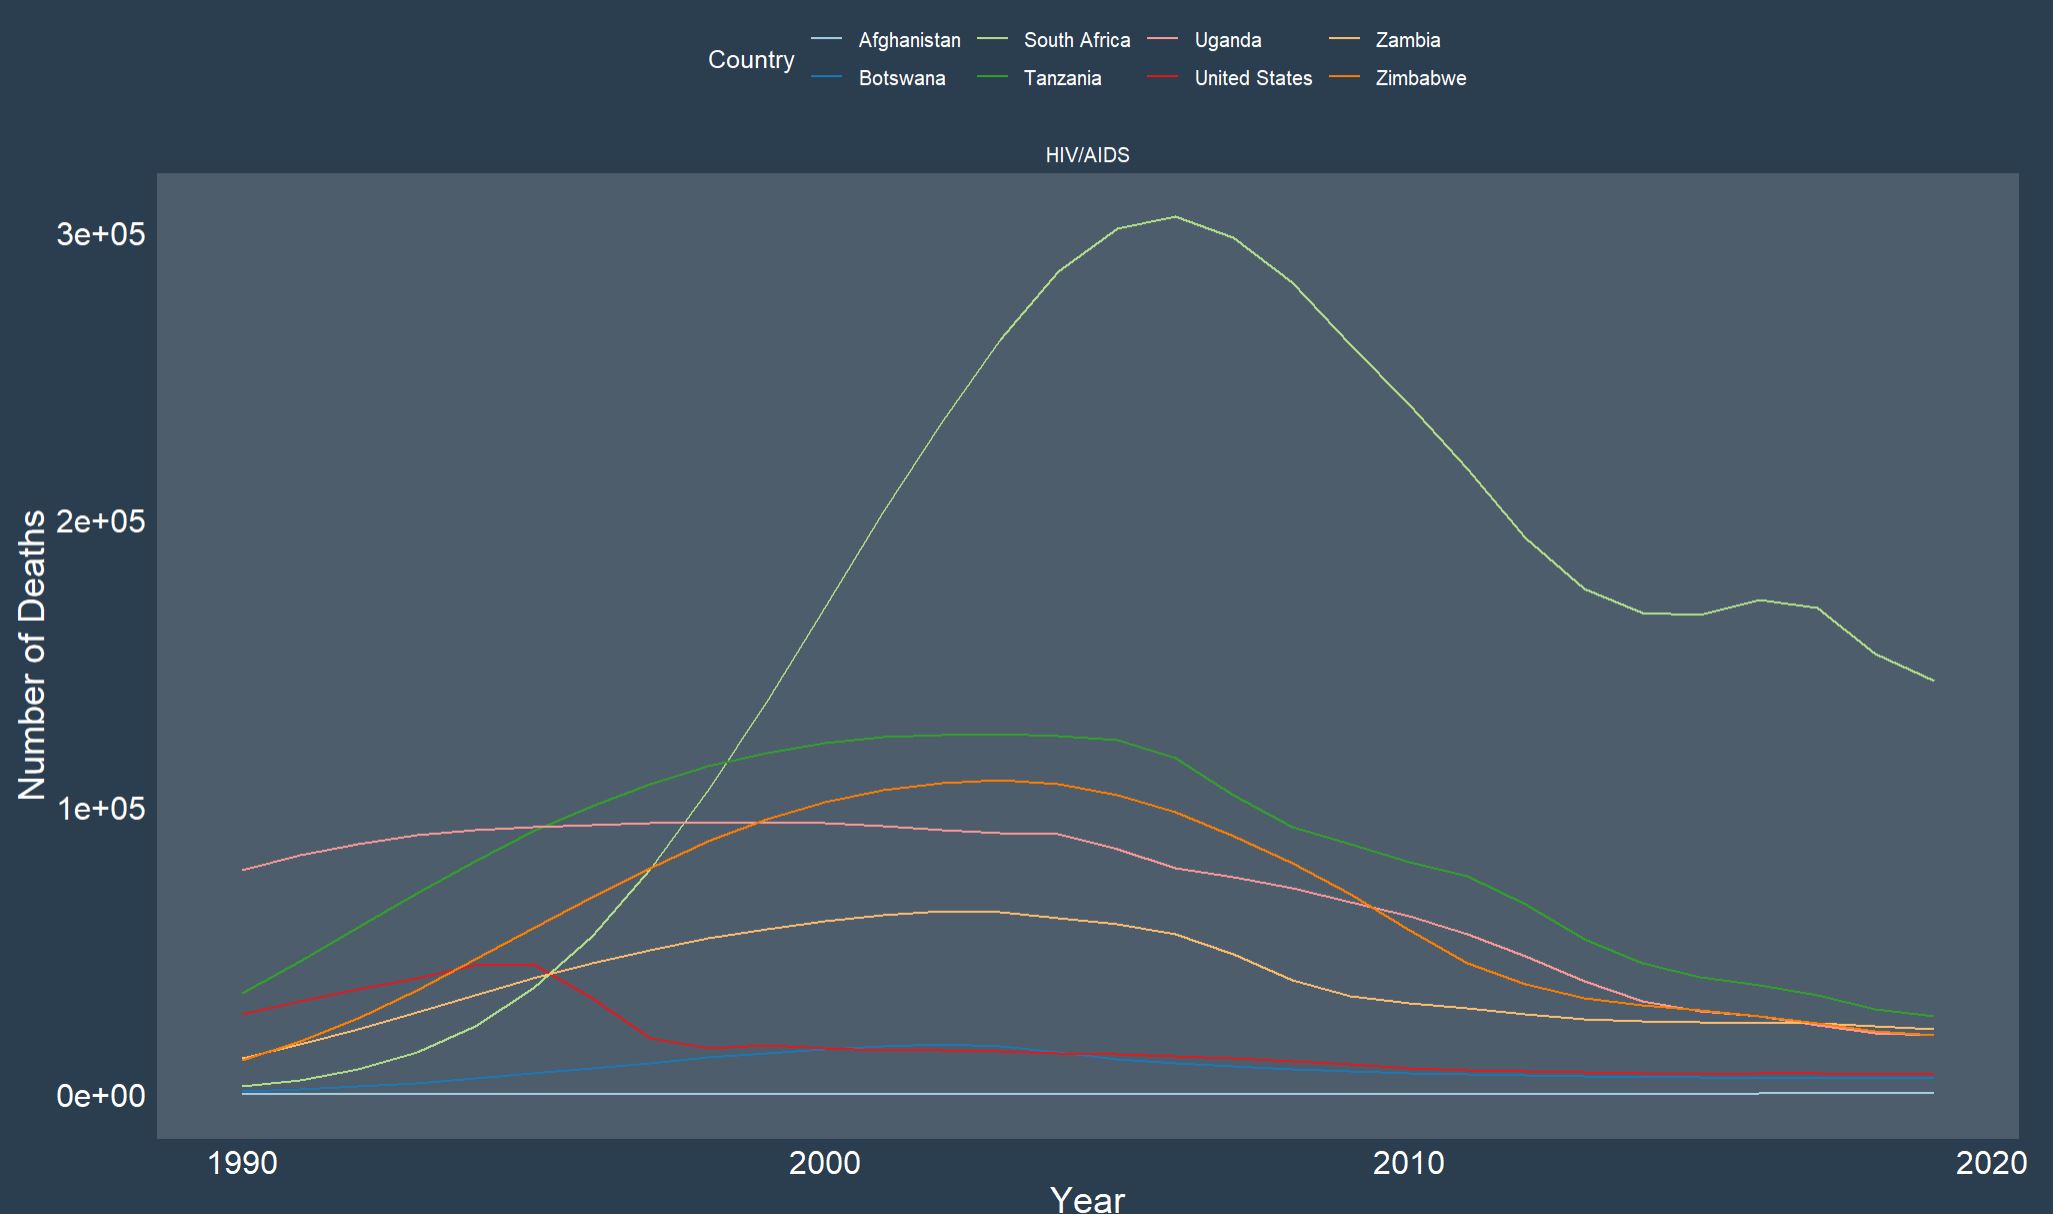 Country
Afghanistan South Africa Uganda Zambia
Botswana Tanzania United States Zimbabwe
HIV/AIDS
Number of Deaths
3e+05
2e+05
1e+05
0e+00
1990 2000 2010 2020
Year